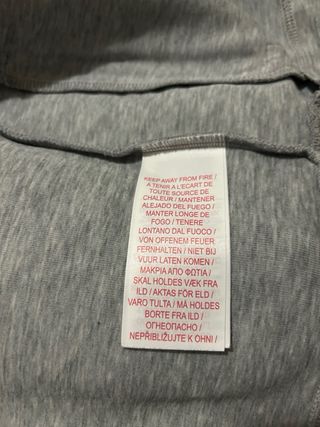 KEEP AWAY FROM FIRE /
A TENIR A L'ECART DE
TOUTE SOURCE DE
CHALEUR / MANTENER
ALEJADO DEL FUEGO /
MANTER LONGE DE
FOGO / TENERE
LONTANO DAL FUOCO /
VON OFFENEM FEUER
FERNHALTEN / NIET BIJ
VUUR LATEN KOMEN /
ΜΑΚΡΙΑ ΑΠΟ ΦΩΤΙΑ /
SKAL HOLDES VÆK FRA
ILD / AKTAS FÖR ELD /
VARO TULTA / MÅ HOLDES
BORTE FRA ILD /
ОГНЕОПАСНО /
NEPŘIBLIŽUJTE K OHNI /